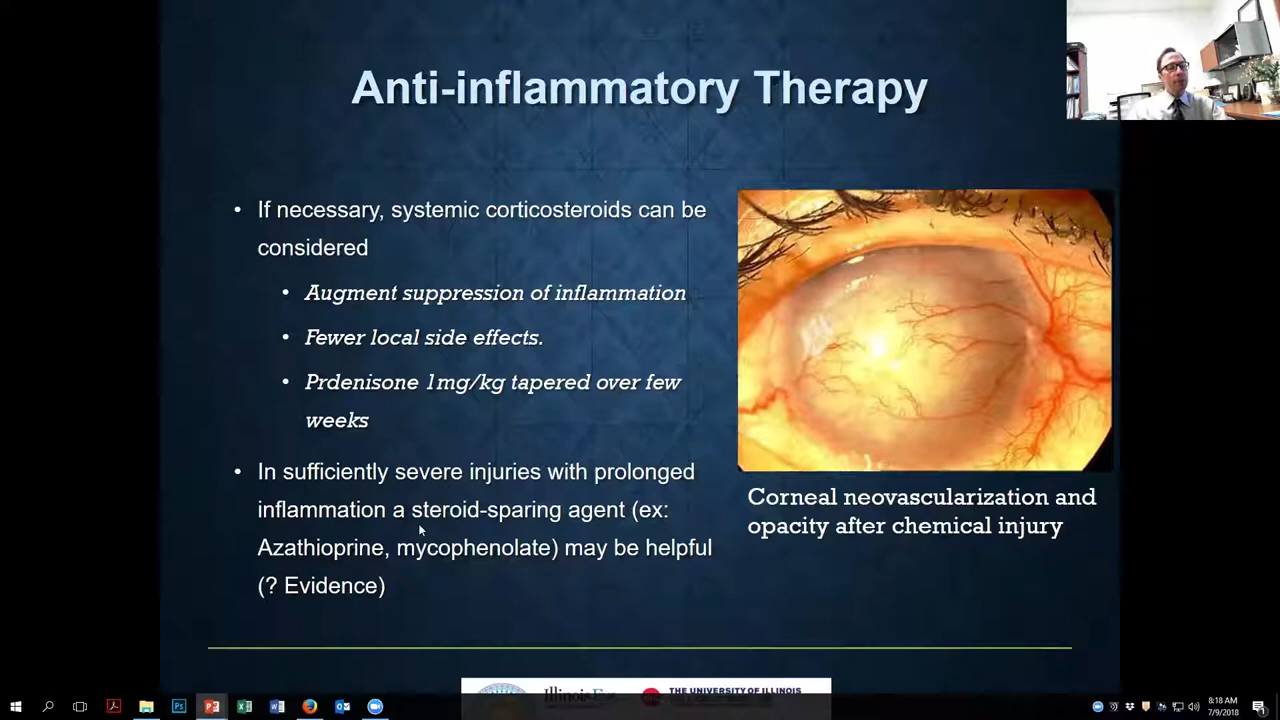 Anti-inflammatory Therapy
• If necessary, systemic corticosteroids can be
considered
• Augment suppression of inflammation
• Fewer local side effects.
• Prdenisone 1mg/kg tapered over few
weeks
• In sufficiently severe injuries with prolonged
inflammation a steroid-sparing agent (ex:
Azathioprine, mycophenolate) may be helpful
(? Evidence)
Corneal neovascularization and
opacity after chemical injury
THE UNIVERSITY OF ILLINOIS
8:18 AM
7/9/2018